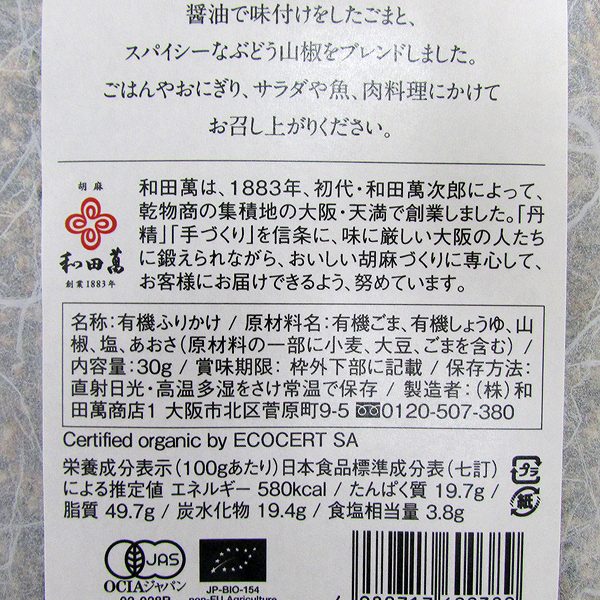 醤油で味付けをしたごまと、
スパイシーなぶどう山椒をブレンドしました。
ごはんやおにぎり、サラダや魚、肉料理にかけて
お召し上がりください。
胡麻
和田萬
創業1883年
和田萬は、1883年、初代・和田萬次郎によって、
乾物商の集積地の大阪・天満で創業しました。「丹
精」「手づくり」を信条に、味に厳しい大阪の人たち
に鍛えられながら、おいしい胡麻づくりに専心して、
お客様にお届けできるよう、努めています。
名称:有機ふりかけ / 原材料名:有機ごま、有機しょうゆ、山
椒、塩、あおさ(原材料の一部に小麦、大豆、ごまを含む) /
内容量:30g / 賞味期限: 枠外下部に記載 / 保存方法:
直射日光・高温多湿をさけ常温で保存 / 製造者:(株)和
田萬商店1 大阪市北区菅原町9-5 0120-507-380
Certified organic by ECOCERT SA
栄養成分表示(100gあたり)日本食品標準成分表(七訂)
による推定値 エネルギー 580kcal / たんぱく質 19.7g /
脂質 49.7g / 炭水化物 19.4g / 食塩相当量 3.8g
プラ
紙
JAS
OCIAジャパン
JP-BIO-154
non-EU Agriculture